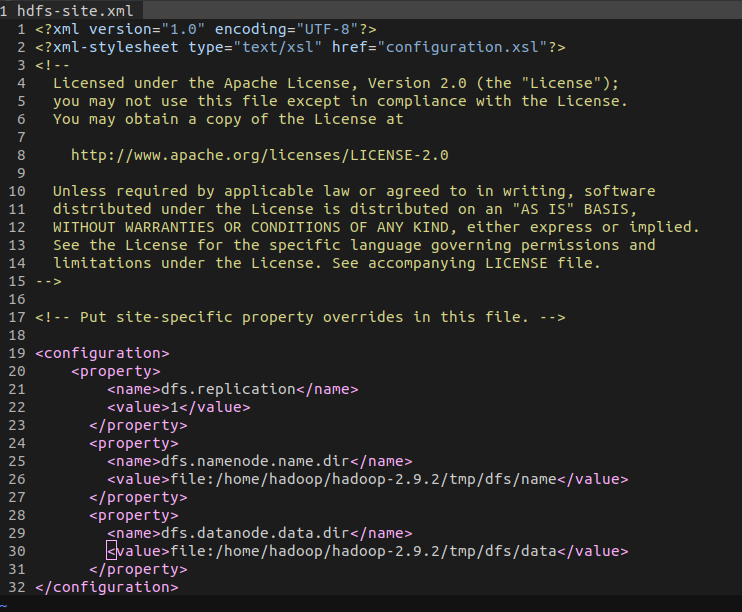 1 hdfs-site.xml
1 <?xml version="1.0" encoding="UTF-8"?>
2 <?xml-stylesheet type="text/xsl" href="configuration.xsl"?>
3 <!--
4   Licensed under the Apache License, Version 2.0 (the "License");
5   you may not use this file except in compliance with the License.
6   You may obtain a copy of the License at
7
8     http://www.apache.org/licenses/LICENSE-2.0
9
10   Unless required by applicable law or agreed to in writing, software
11   distributed under the License is distributed on an "AS IS" BASIS,
12   WITHOUT WARRANTIES OR CONDITIONS OF ANY KIND, either express or implied.
13   See the License for the specific language governing permissions and
14   limitations under the License. See accompanying LICENSE file.
15 -->
16
17 <!-- Put site-specific property overrides in this file. -->
18
19 <configuration>
20     <property>
21         <name>dfs.replication</name>
22         <value>1</value>
23       </property>
24       <property>
25         <name>dfs.namenode.name.dir</name>
26         <value>file:/home/hadoop/hadoop-2.9.2/tmp/dfs/name</value>
27       </property>
28       <property>
29         <name>dfs.datanode.data.dir</name>
30         <value>file:/home/hadoop/hadoop-2.9.2/tmp/dfs/data</value>
31       </property>
32 </configuration>
~